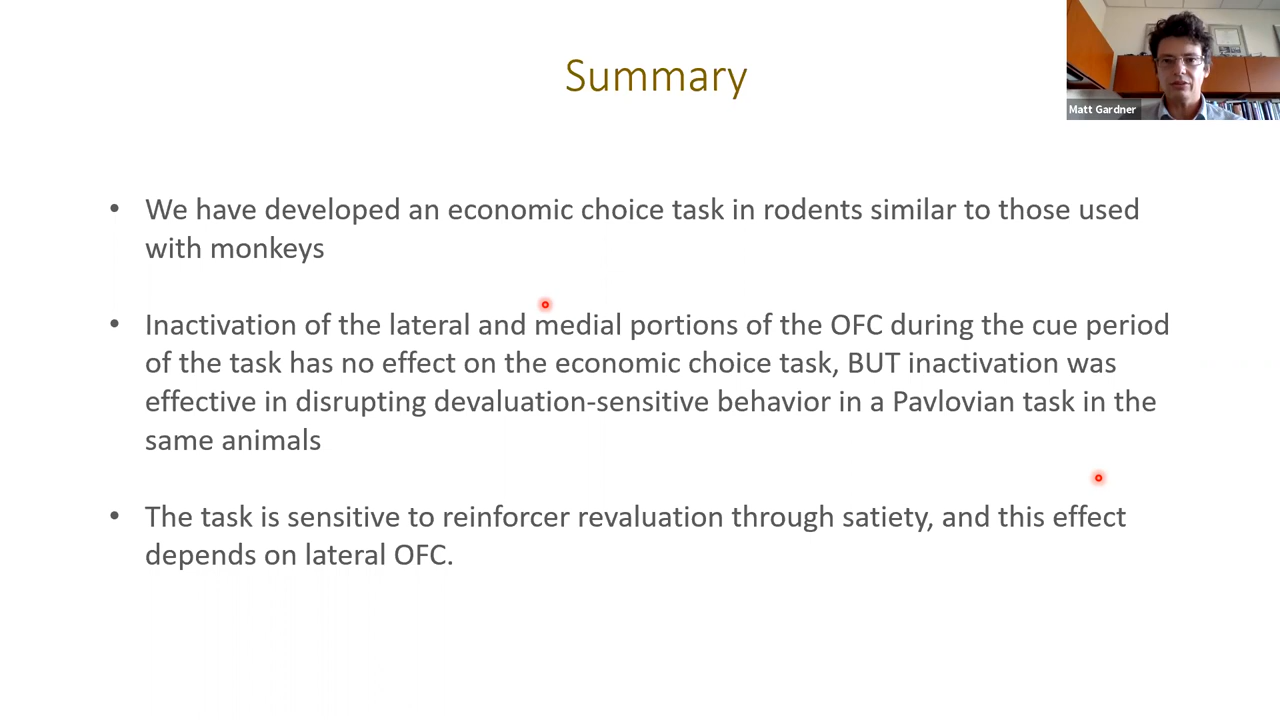 Summary
Matt Gardner
• We have developed an economic choice task in rodents similar to those used
with monkeys
• Inactivation of the lateral and medial portions of the OFC during the cue period
of the task has no effect on the economic choice task, BUT inactivation was
effective in disrupting devaluation-sensitive behavior in a Pavlovian task in the
same animals
• The task is sensitive to reinforcer revaluation through satiety, and this effect
depends on lateral OFC.